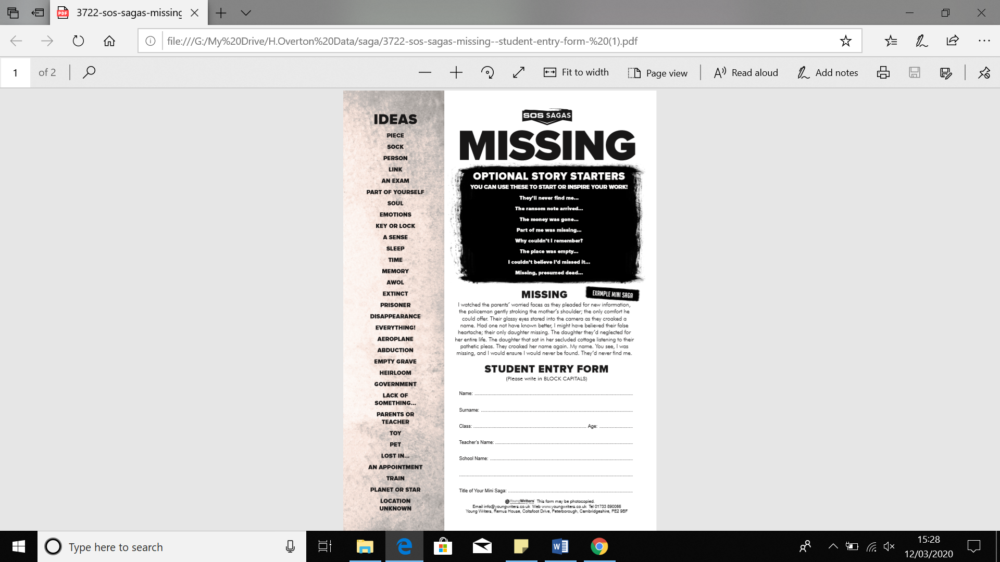 3722-sos-sagas-missing
file:///G:/My%20Drive/H.Overton%20Data/saga/3722-sos-sagas-missing--student-entry-form-%20(1).pdf
1 of 2
Fit to width
Page view
Read aloud
Add notes
IDEAS
PIECE
SOCK
PERSON
LINK
AN EXAM
PART OF YOURSELF
SOUL
EMOTIONS
KEY OR LOCK
A SENSE
SLEEP
TIME
MEMORY
AWOL
EXTINCT
PRISONER
DISAPPEARANCE
EVERYTHING!
AEROPLANE
ABDUCTION
EMPTY GRAVE
HEIRLOOM
GOVERNMENT
LACK OF
SOMETHING...
PARENTS OR
TEACHER
TOY
PET
LOST IN...
AN APPOINTMENT
TRAIN
PLANET OR STAR
LOCATION
UNKNOWN
SOS SAGAS
MISSING
OPTIONAL STORY STARTERS
YOU CAN USE THESE TO START OR INSPIRE YOUR WORK!
They'll never find me...
The ransom note arrived...
The money was gone...
Part of me was missing...
Why couldn't I remember?
The place was empty...
I couldn't believe I'd missed it...
Missing, presumed dead...
MISSING
EXAMPLE MINI SAGA
I watched the parents' worried faces as they pleaded for new information,
the policeman gently stroking the mother's shoulder; the only comfort he
could offer. Their glassy eyes stared into the camera as they croaked a
name. Had one not have known better, I might have believed their false
heartache; their only daughter missing. The daughter they'd neglected for
her entire life. The daughter that sat in her secluded cottage listening to their
pathetic pleas. They croaked her name again. My name. You see, I was
missing, and I would ensure I would never be found. They'd never find me.
STUDENT ENTRY FORM
(Please write in BLOCK CAPITALS)
Name:
Surname:
Class: Age:
Teacher's Name:
School Name:
Title of Your Mini Saga:
YoungWriters This form may be photocopied.
Email info@youngwriters.co.uk Web www.youngwriters.co.uk Tel 01733 890066
Young Writers, Remus House, Coltsfoot Drive, Peterborough, Cambridgeshire, PE2 9BF
Type here to search
15:28
12/03/2020